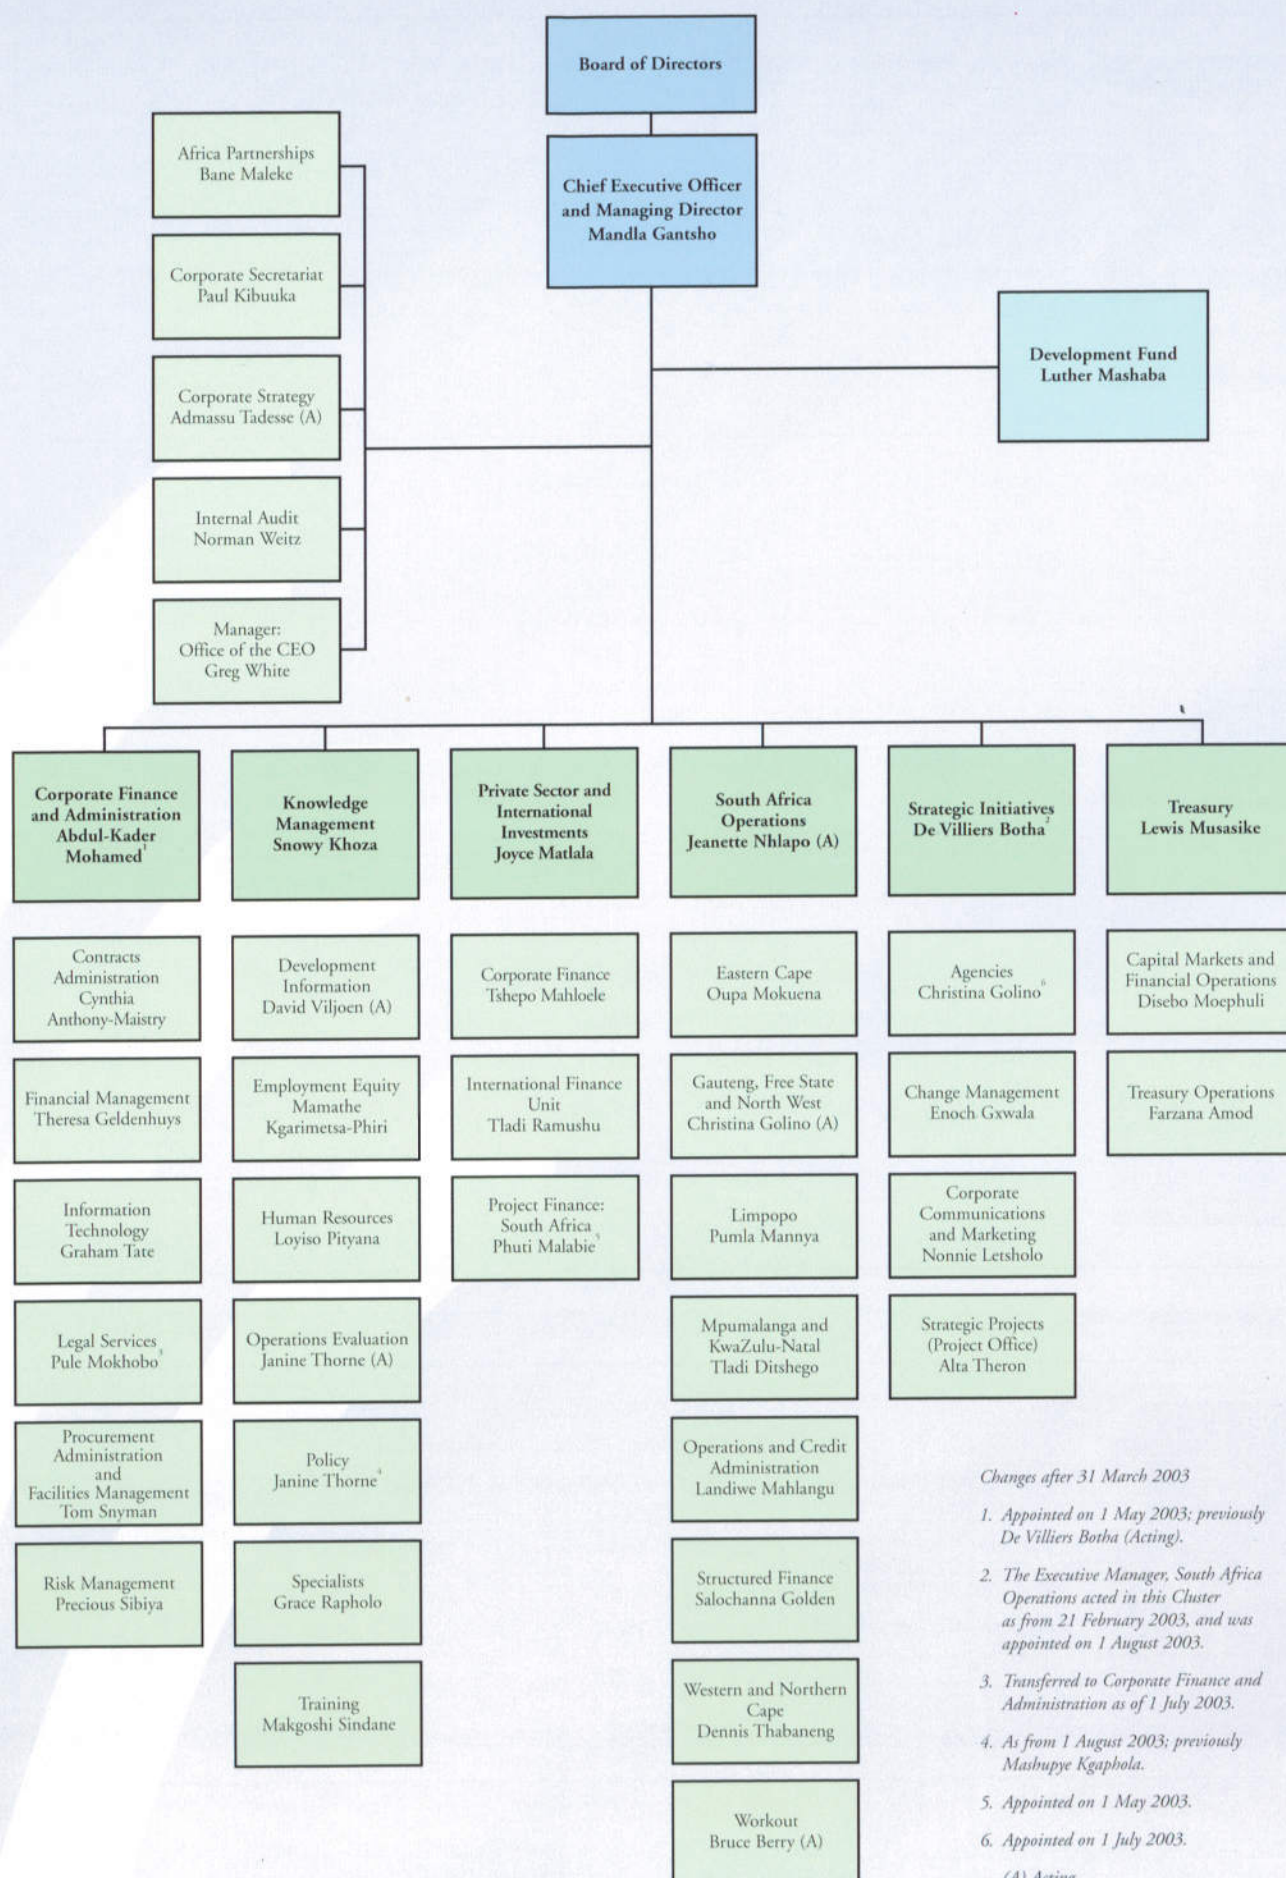 Board of Directors
Chief Executive Officer
and Managing Director
Mandla Gantsho
Africa Partnerships
Bane Maleke
Corporate Secretariat
Paul Kibuuka
Corporate Strategy
Admassu Tadesse (A)
Internal Audit
Norman Weitz
Manager:
Office of the CEO
Greg White
Development Fund
Luther Mashaba
Corporate Finance
and Administration
Abdul-Kader
Mohamed¹
Contracts
Administration
Cynthia
Anthony-Maistry
Financial Management
Theresa Geldenhuys
Information
Technology
Graham Tate
Legal Services
Pule Mokhobo³
Procurement
Administration
and
Facilities Management
Tom Snyman
Risk Management
Precious Sibiya
Knowledge
Management
Snowy Khoza
Development
Information
David Viljoen (A)
Employment Equity
Mamathe
Kgarimetsa-Phiri
Human Resources
Loyiso Pityana
Operations Evaluation
Janine Thorne (A)
Policy
Janine Thorne⁴
Specialists
Grace Rapholo
Training
Makgoshi Sindane
Private Sector and
International
Investments
Joyce Matlala
Corporate Finance
Tshepo Mahloele
International Finance
Unit
Tladi Ramushu
Project Finance:
South Africa
Phuti Malabie⁵
South Africa
Operations
Jeanette Nhlapo (A)
Eastern Cape
Oupa Mokuena
Gauteng, Free State
and North West
Christina Golino (A)
Limpopo
Pumla Mannya
Mpumalanga and
KwaZulu-Natal
Tladi Ditshego
Operations and Credit
Administration
Landiwe Mahlangu
Structured Finance
Salochanna Golden
Western and Northern
Cape
Dennis Thabaneng
Workout
Bruce Berry (A)
Strategic Initiatives
De Villiers Botha²
Agencies
Christina Golino⁶
Change Management
Enoch Gxwala
Corporate
Communications
and Marketing
Nonnie Letsholo
Strategic Projects
(Project Office)
Alta Theron
Treasury
Lewis Musasike
Capital Markets and
Financial Operations
Disebo Moephuli
Treasury Operations
Farzana Amod
Changes after 31 March 2003
1. Appointed on 1 May 2003; previously
De Villiers Botha (Acting).
2. The Executive Manager, South Africa
Operations acted in this Cluster
as from 21 February 2003, and was
appointed on 1 August 2003.
3. Transferred to Corporate Finance and
Administration as of 1 July 2003.
4. As from 1 August 2003; previously
Mashupye Kgaphola.
5. Appointed on 1 May 2003.
6. Appointed on 1 July 2003.
(A) Acting